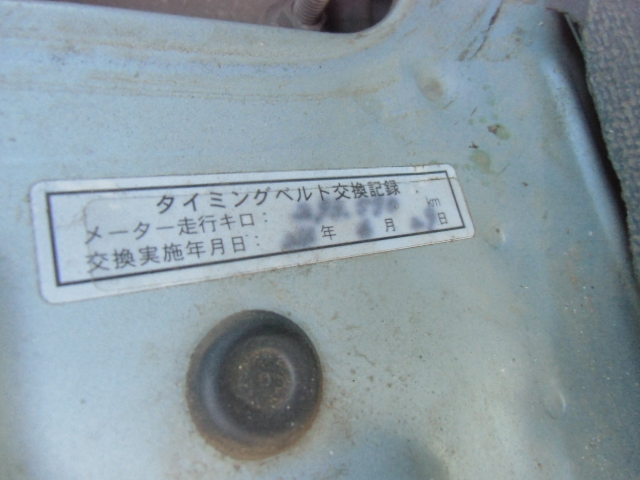 タイミングベルト交換記録
メーター走行キロ: km
交換実施年月日: 年 月 日